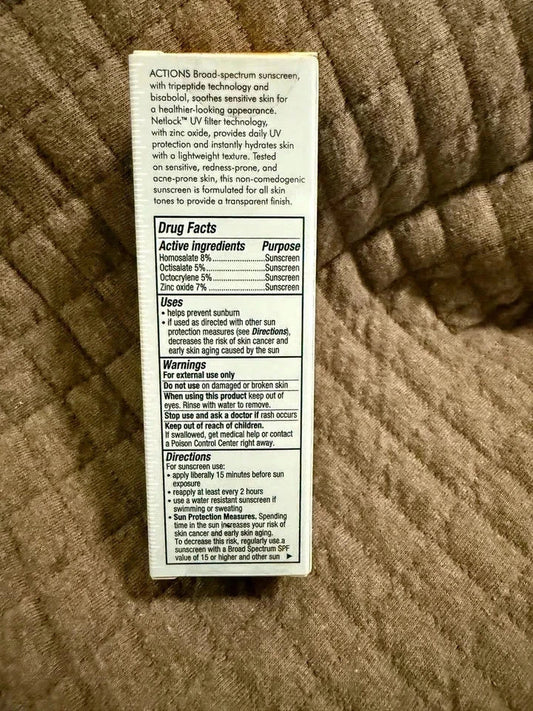 ACTIONS Broad-spectrum sunscreen,
with tripeptide technology and
bisabolol, soothes sensitive skin for
a healthier-looking appearance.
Netlock™ UV filter technology,
with zinc oxide, provides daily UV
protection and instantly hydrates skin
with a lightweight texture. Tested
on sensitive, redness-prone, and
acne-prone skin, this non-comedogenic
sunscreen is formulated for all skin
tones to provide a transparent finish.
Drug Facts
Active ingredients Purpose
Homosalate 8%......................Sunscreen
Octisalate 5%........................Sunscreen
Octocrylene 5%.....................Sunscreen
Zinc oxide 7%.......................Sunscreen
Uses
• helps prevent sunburn
• if used as directed with other sun
protection measures (see Directions),
decreases the risk of skin cancer and
early skin aging caused by the sun
Warnings
For external use only
Do not use on damaged or broken skin
When using this product keep out of
eyes. Rinse with water to remove.
Stop use and ask a doctor if rash occurs
Keep out of reach of children.
If swallowed, get medical help or contact
a Poison Control Center right away.
Directions
For sunscreen use:
• apply liberally 15 minutes before sun
exposure
• reapply at least every 2 hours
• use a water resistant sunscreen if
swimming or sweating
• Sun Protection Measures. Spending
time in the sun increases your risk of
skin cancer and early skin aging.
To decrease this risk, regularly use a
sunscreen with a Broad Spectrum SPF
value of 15 or higher and other sun ▶